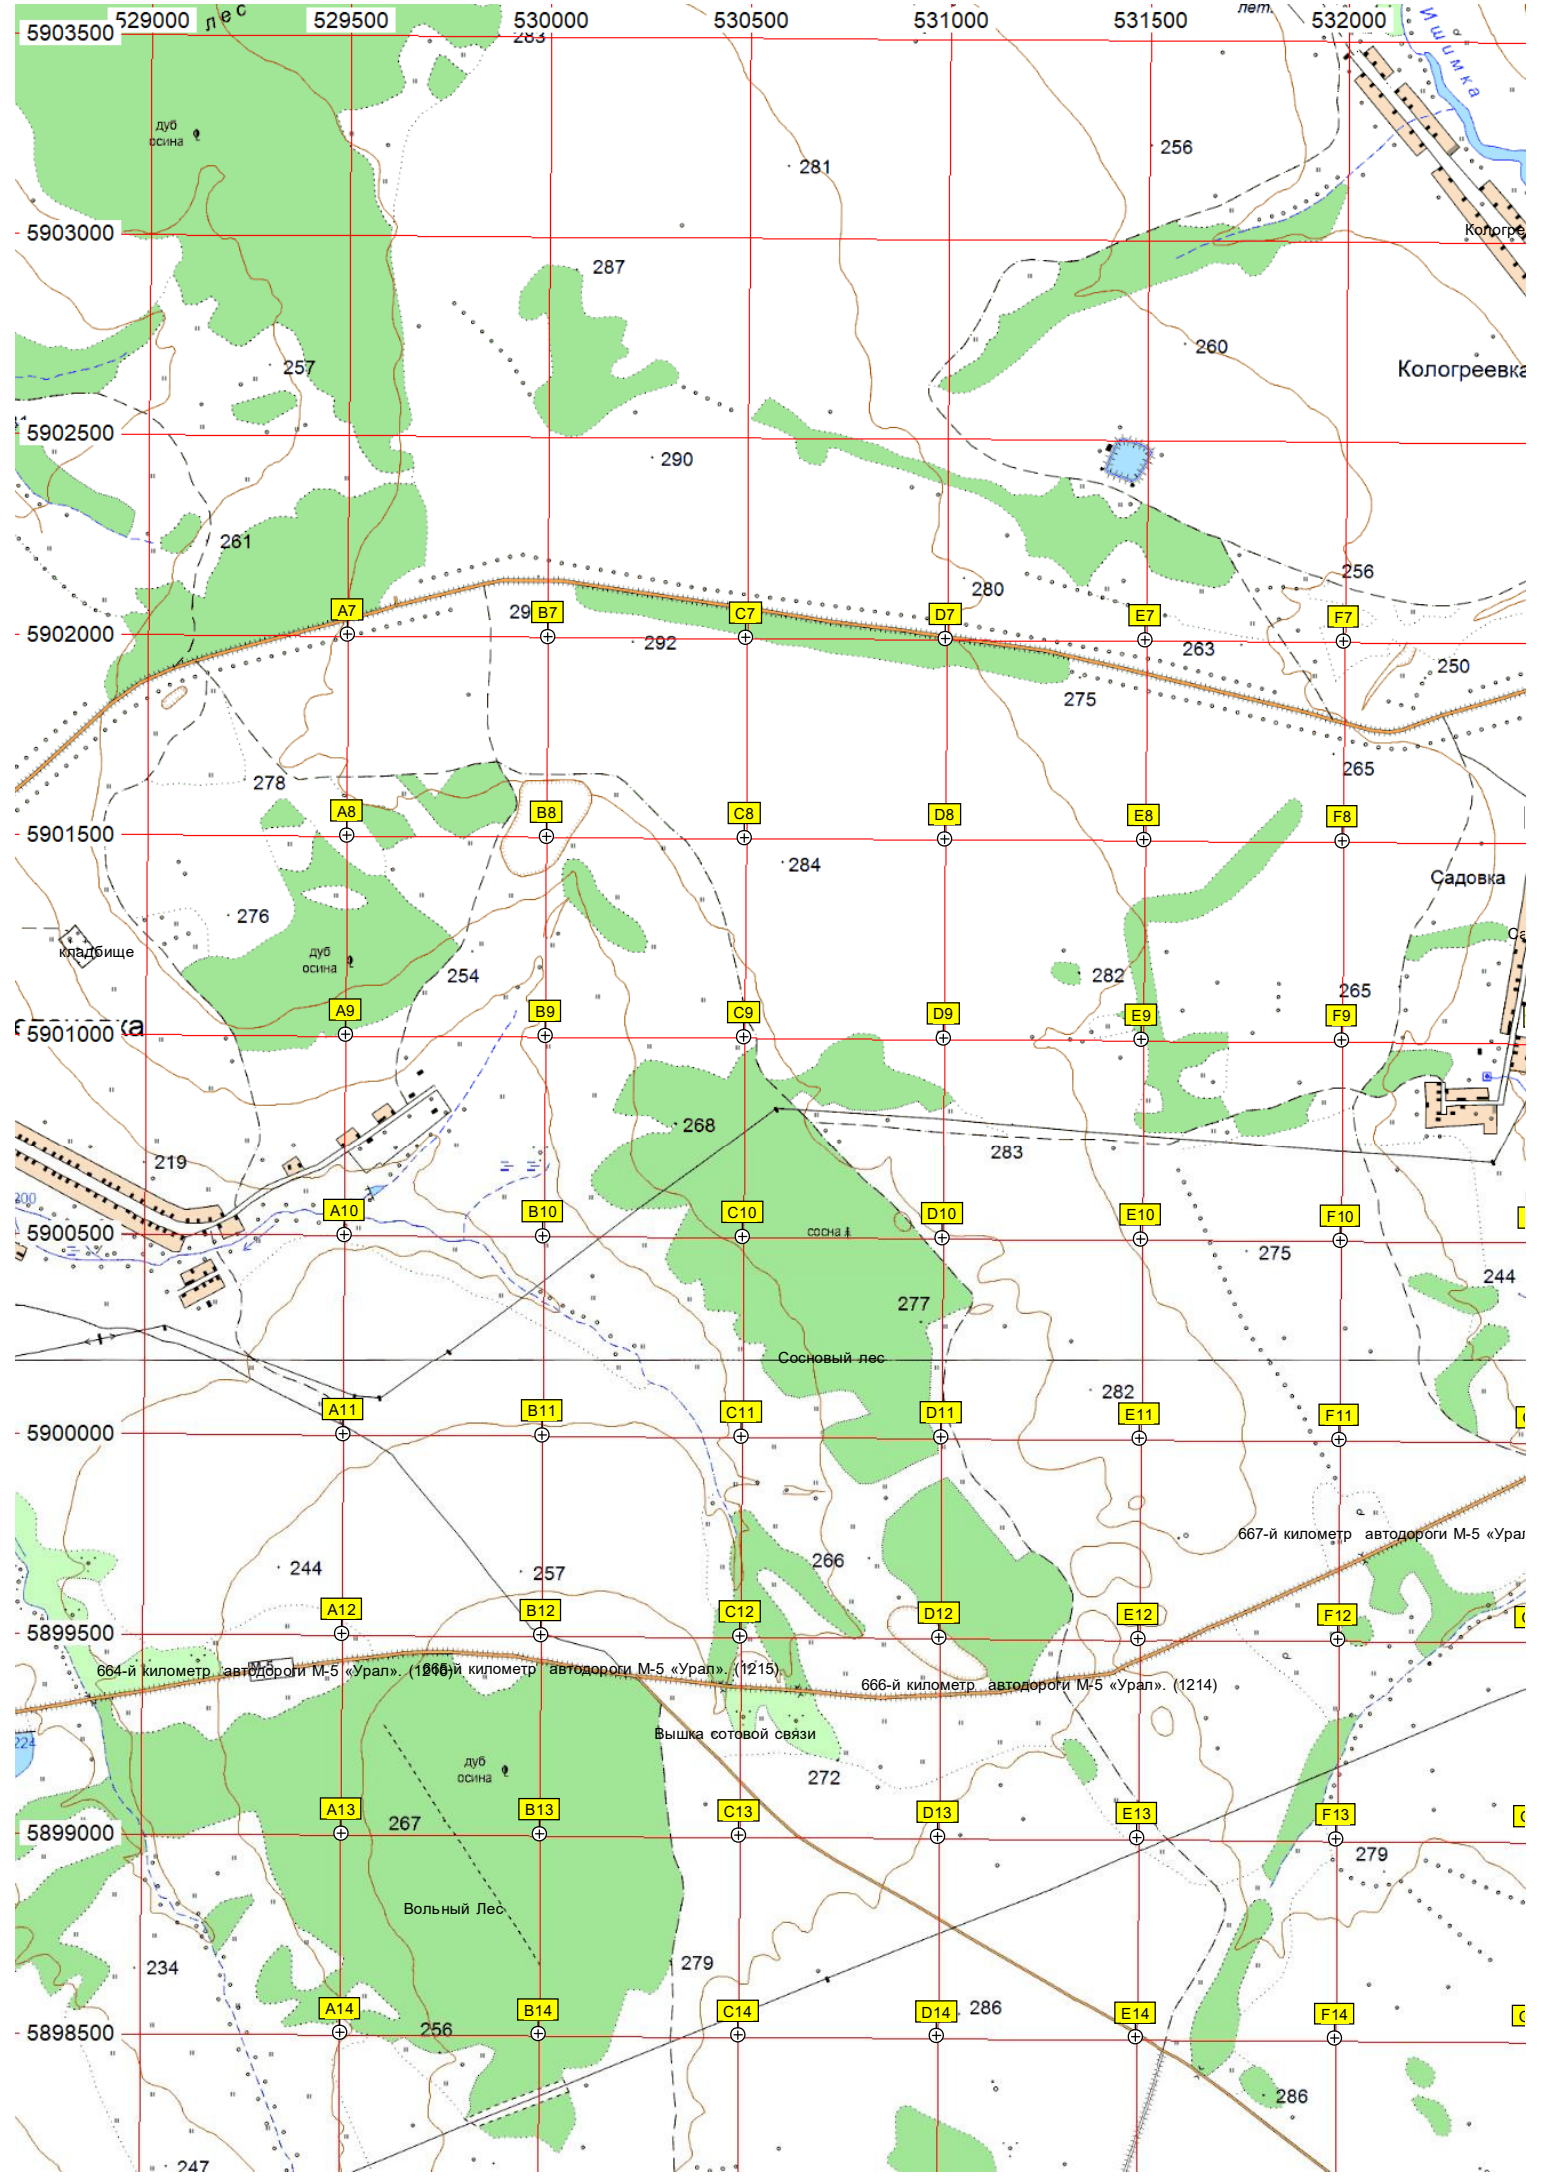 529000 529500 530000 530500 531000 531500 532000
5903500
лес
283
лет.
Ишимка
дуб
осина
281
256
5903000
287
257
260
Кологреевка
5902500
290
261
280
256
A7 B7 C7 D7 E7 F7
5902000
292
263
250
275
278
265
A8 B8 C8 D8 E8 F8
5901500
284
Садовка
276
кладбище
дуб
осина
254
282
265
A9 B9 C9 D9 E9 F9
5901000
268
283
219
A10 B10 C10 D10 E10 F10
5900500
сосна
275
244
277
Сосновый лес
282
A11 B11 C11 D11 E11 F11
5900000
667-й километр автодороги М-5
244
257
266
A12 B12 C12 D12 E12 F12
5899500
М-5
664-й километр автодороги М-5 «Урал».
километр автодороги М-5 «Урал». (1215)
666-й километр автодороги М-5 «Урал». (1214)
224
Вышка сотовой связи
дуб
осина
272
A13 B13 C13 D13 E13 F13
5899000
267
279
Вольный Лес
234
279
A14 B14 C14 D14 E14 F14
5898500
256
286
286
247